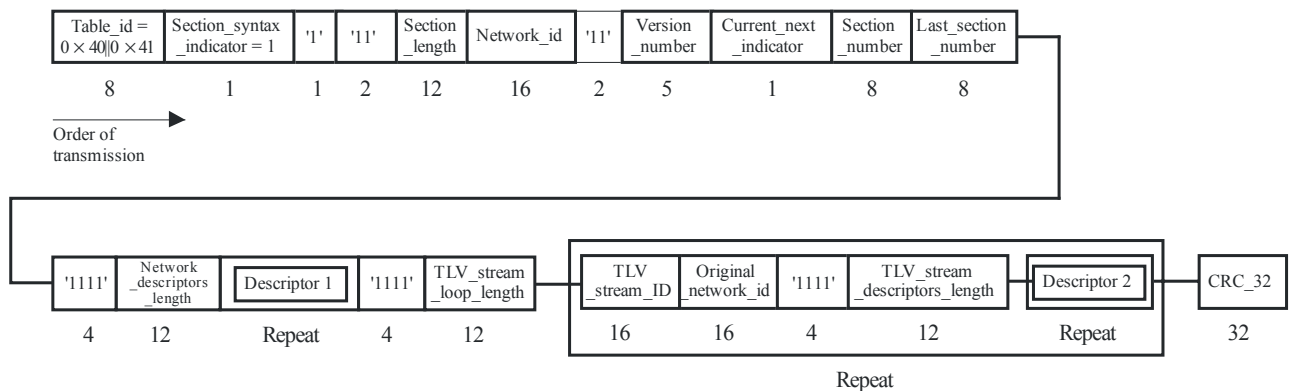 Table_id =
0 × 40||0 × 41
Section_syntax
_indicator = 1
'1'
'11'
Section
_length
Network_id
'11'
Version
_number
Current_next
_indicator
Section
_number
Last_section
_number
8
1
1
2
12
16
2
5
1
8
8
Order of
transmission
'1111'
Network
_descriptors
_length
Descriptor 1
'1111'
TLV_stream
_loop_length
TLV
_stream_ID
Original
_network_id
'1111'
TLV_stream
_descriptors_length
Descriptor 2
CRC_32
4
12
Repeat
4
12
16
16
4
12
Repeat
32
Repeat